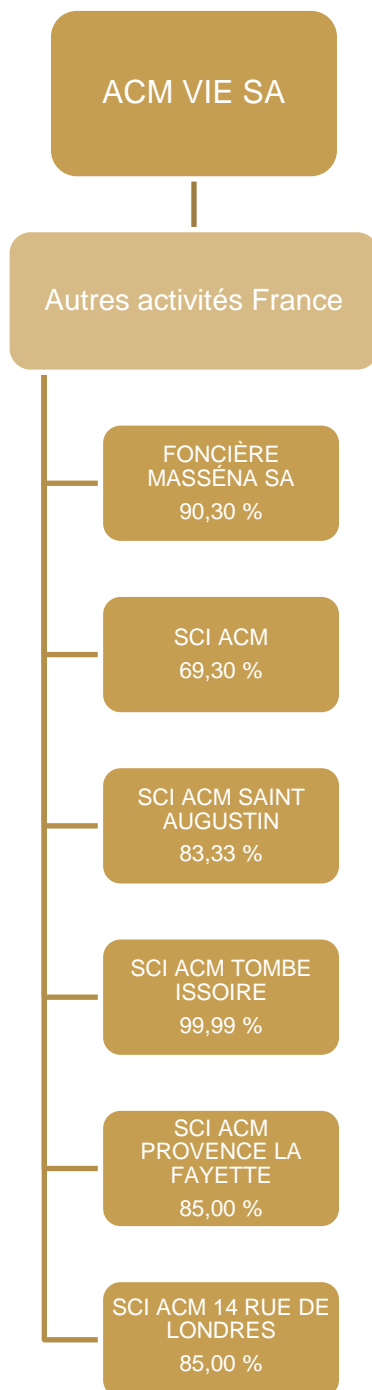 ACM VIE SA
Autres activités France
FONCIÈRE
MASSÉNA SA
90,30 %
SCI ACM
69,30 %
SCI ACM SAINT
AUGUSTIN
83,33 %
SCI ACM TOMBE
ISSOIRE
99,99 %
SCI ACM
PROVENCE LA
FAYETTE
85,00 %
SCI ACM 14 RUE DE
LONDRES
85,00 %